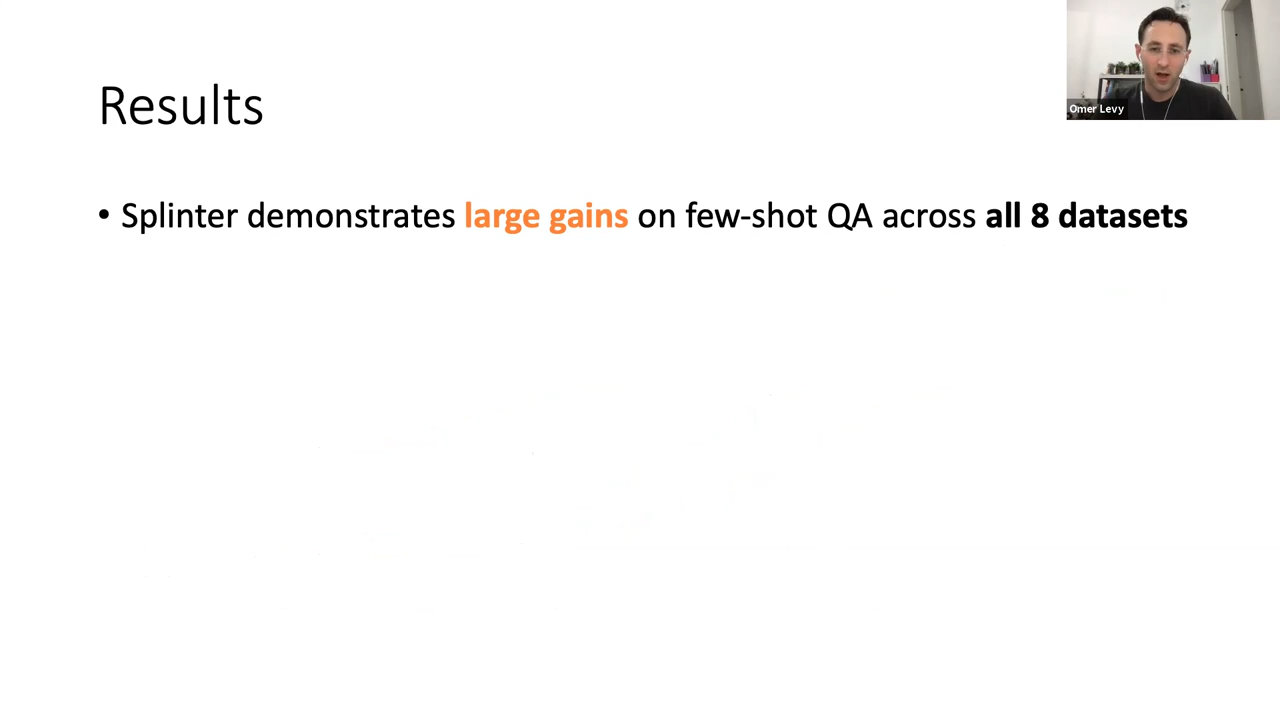 Results
Omer Levy
• Splinter demonstrates large gains on few-shot QA across all 8 datasets